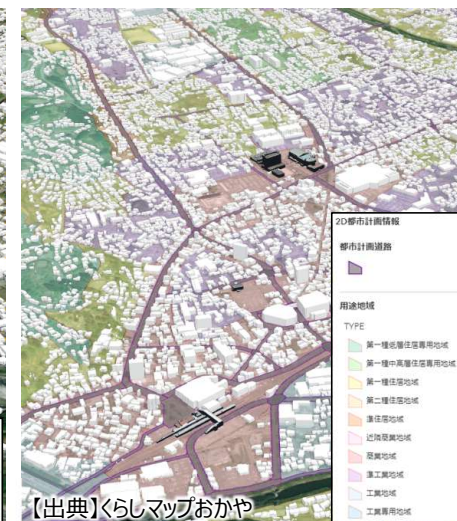 2D都市計画情報
都市計画道路
用途地域
TYPE
第一種低層住居専用地域
第一種中高層住居専用地域
第一種住居地域
第二種住居地域
準住居地域
近隣商業地域
商業地域
準工業地域
工業地域
工業専用地域
【出典】くらしマップおかや